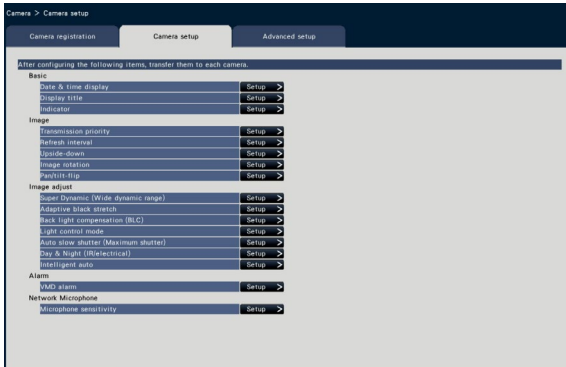 Camera > Camera setup
Camera registration Camera setup Advanced setup
After configuring the following items, transfer them to each camera.
Basic
Date & time display Setup >
Display title Setup >
Indicator Setup >
Image
Transmission priority Setup >
Refresh interval Setup >
Upside-down Setup >
Image rotation Setup >
Pan/tilt-flip Setup >
Image adjust
Super Dynamic (Wide dynamic range) Setup >
Adaptive black stretch Setup >
Back light compensation (BLC) Setup >
Light control mode Setup >
Auto slow shutter (Maximum shutter) Setup >
Day & Night (IR/electrical) Setup >
Intelligent auto Setup >
Alarm
VMD alarm Setup >
Network Microphone
Microphone sensitivity Setup >